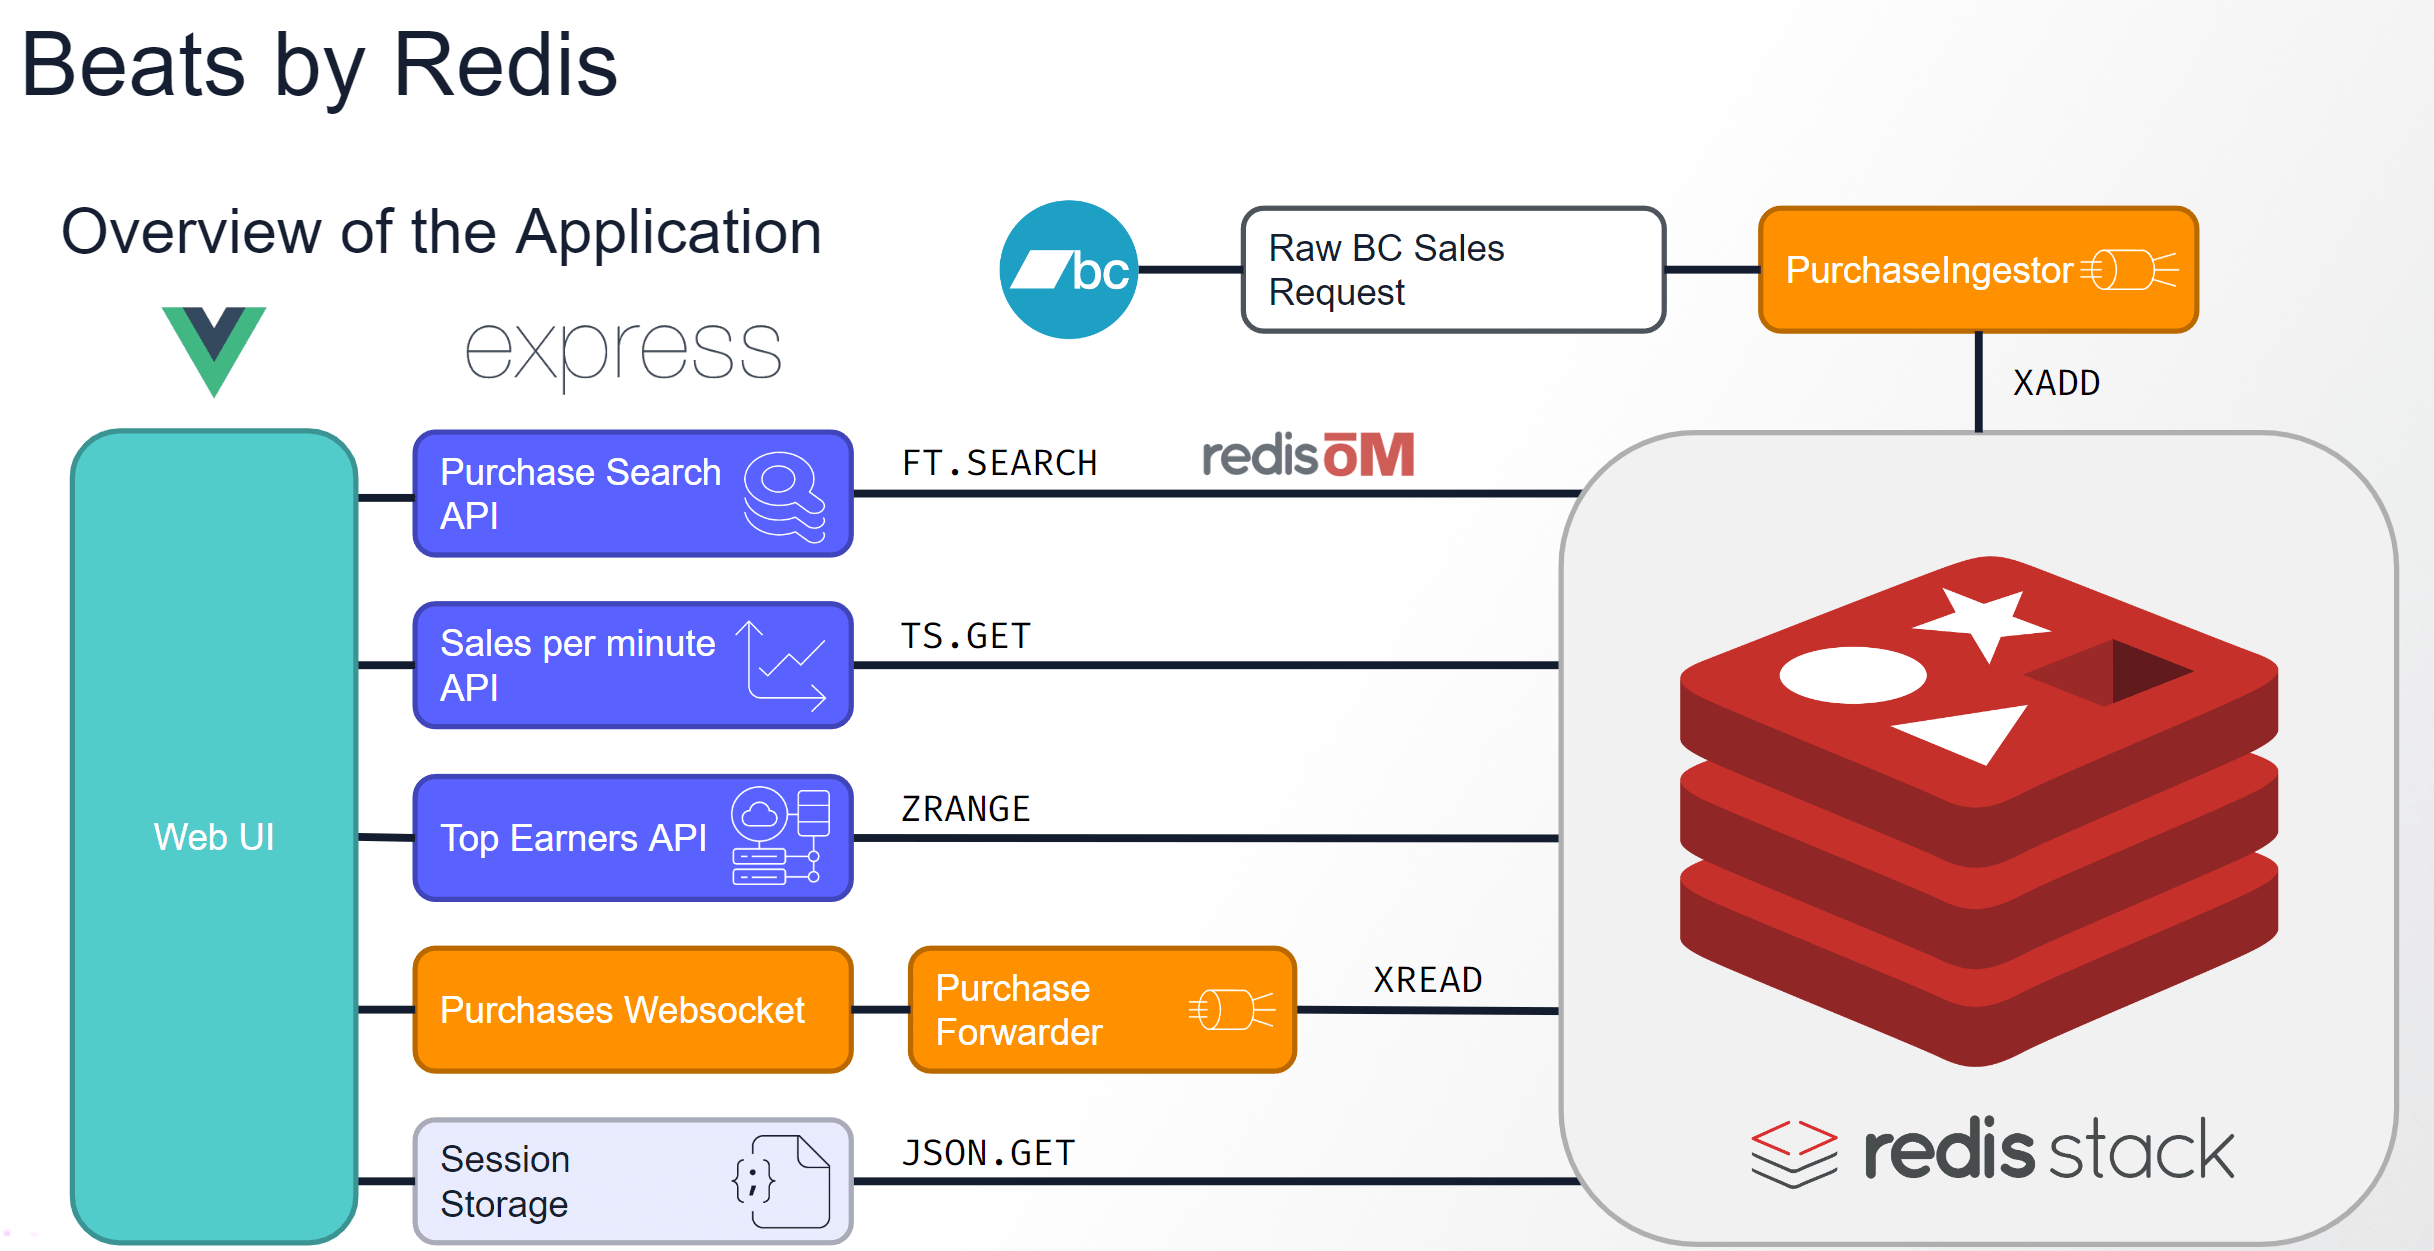 Beats by Redis
Overview of the Application
bc
Raw BC Sales
Request
PurchaseIngestor
XADD
express
Web UI
Purchase Search
API
FT.SEARCH
redis ōM
Sales per minute
API
TS.GET
Top Earners API
ZRANGE
Purchases Websocket
Purchase
Forwarder
XREAD
Session
Storage
{;}
JSON.GET
redis stack